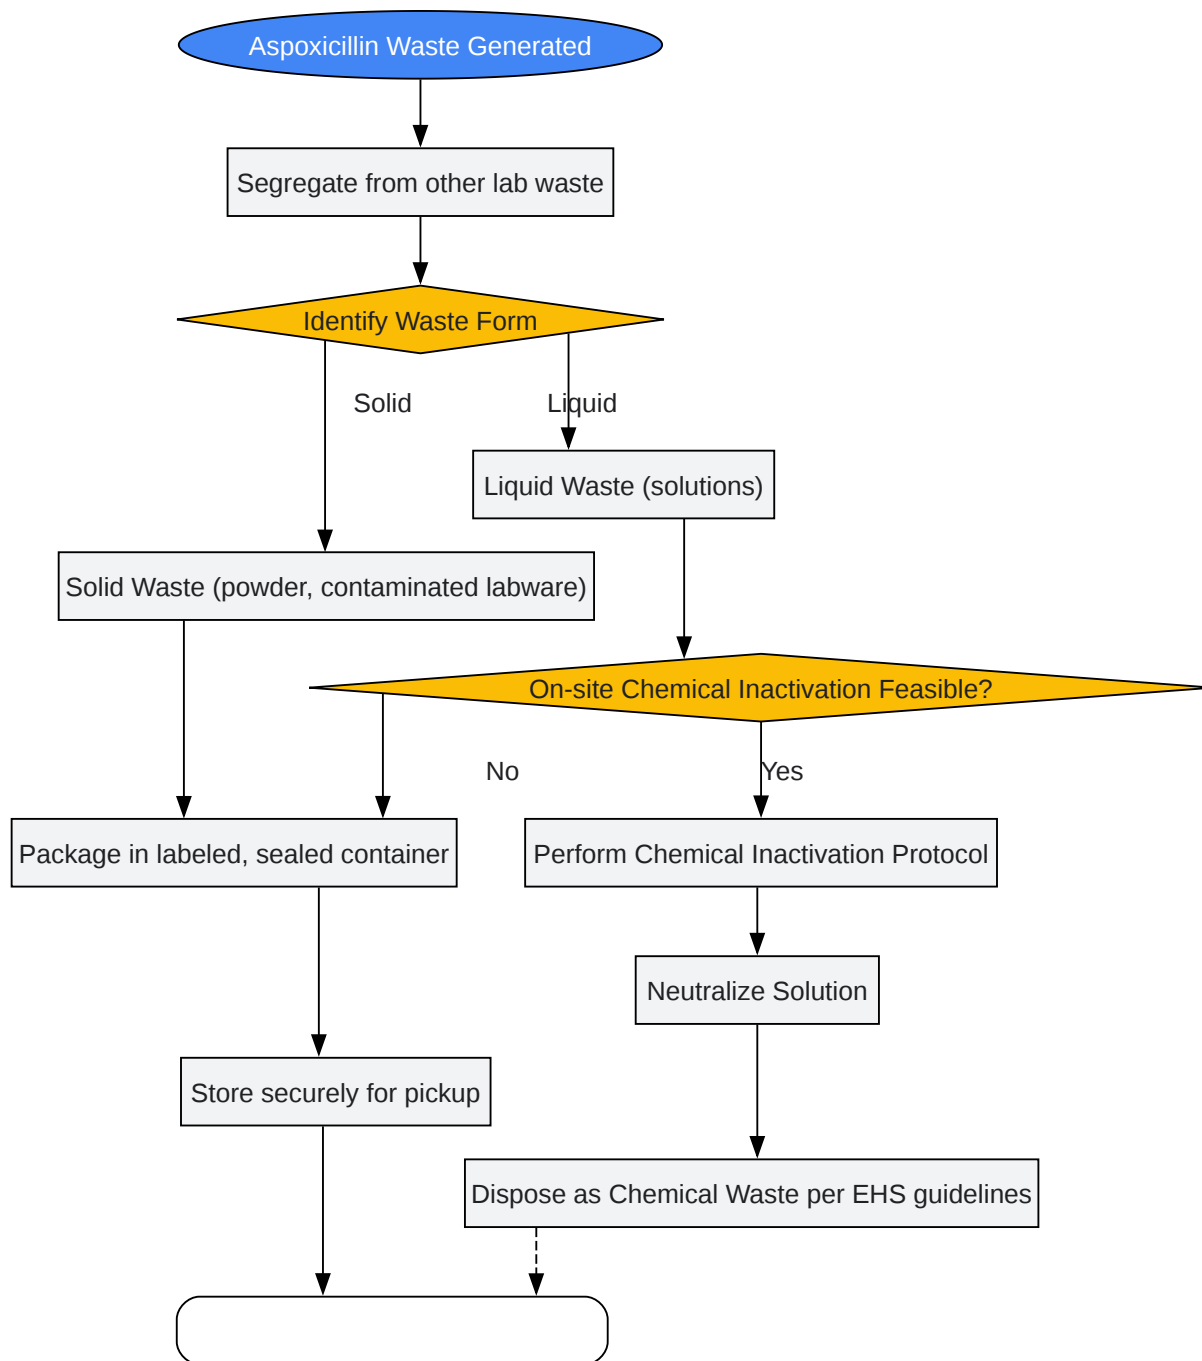 Aspoxicillin Waste Generated
Segregate from other lab waste
Identify Waste Form
Solid
Liquid
Liquid Waste (solutions)
Solid Waste (powder, contaminated labware)
On-site Chemical Inactivation Feasible?
No
Yes
Package in labeled, sealed container
Perform Chemical Inactivation Protocol
Neutralize Solution
Store securely for pickup
Dispose as Chemical Waste per EHS guidelines